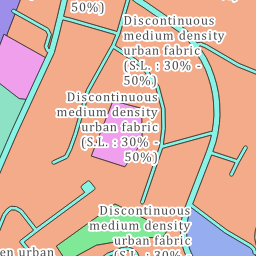 50%)
Discontinuous
medium density
urban fabric
(S.L. : 30% -
50%)
Discontinuous
medium density
urban fabric
(S.L. : 30% -
50%)
Discontinuous
medium density
urban fabric
(S.L. : 30%
en urban